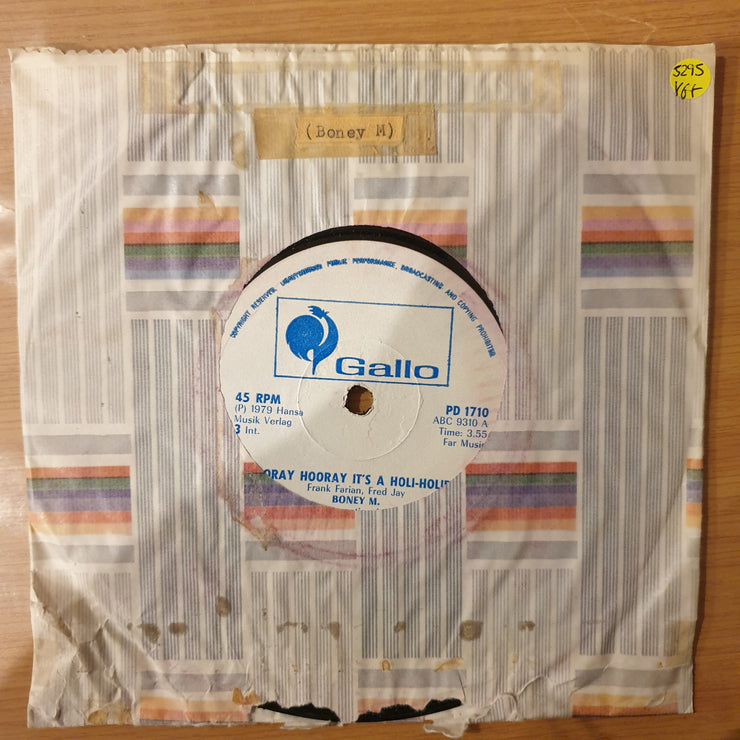 5295
VG+
(Boney M)
COPYRIGHT RESERVED. UNAUTHORISED PUBLIC PERFORMANCE, BROADCASTING AND COPYING PROHIBITED
Gallo
45 RPM
(P) 1979 Hansa
Musik Verlag
3 Int.
PD 1710
ABC 9310 A
Time: 3.55
Far Music
ORAY HOORAY IT'S A HOLI-HOLI
Frank Farian, Fred Jay
BONEY M.